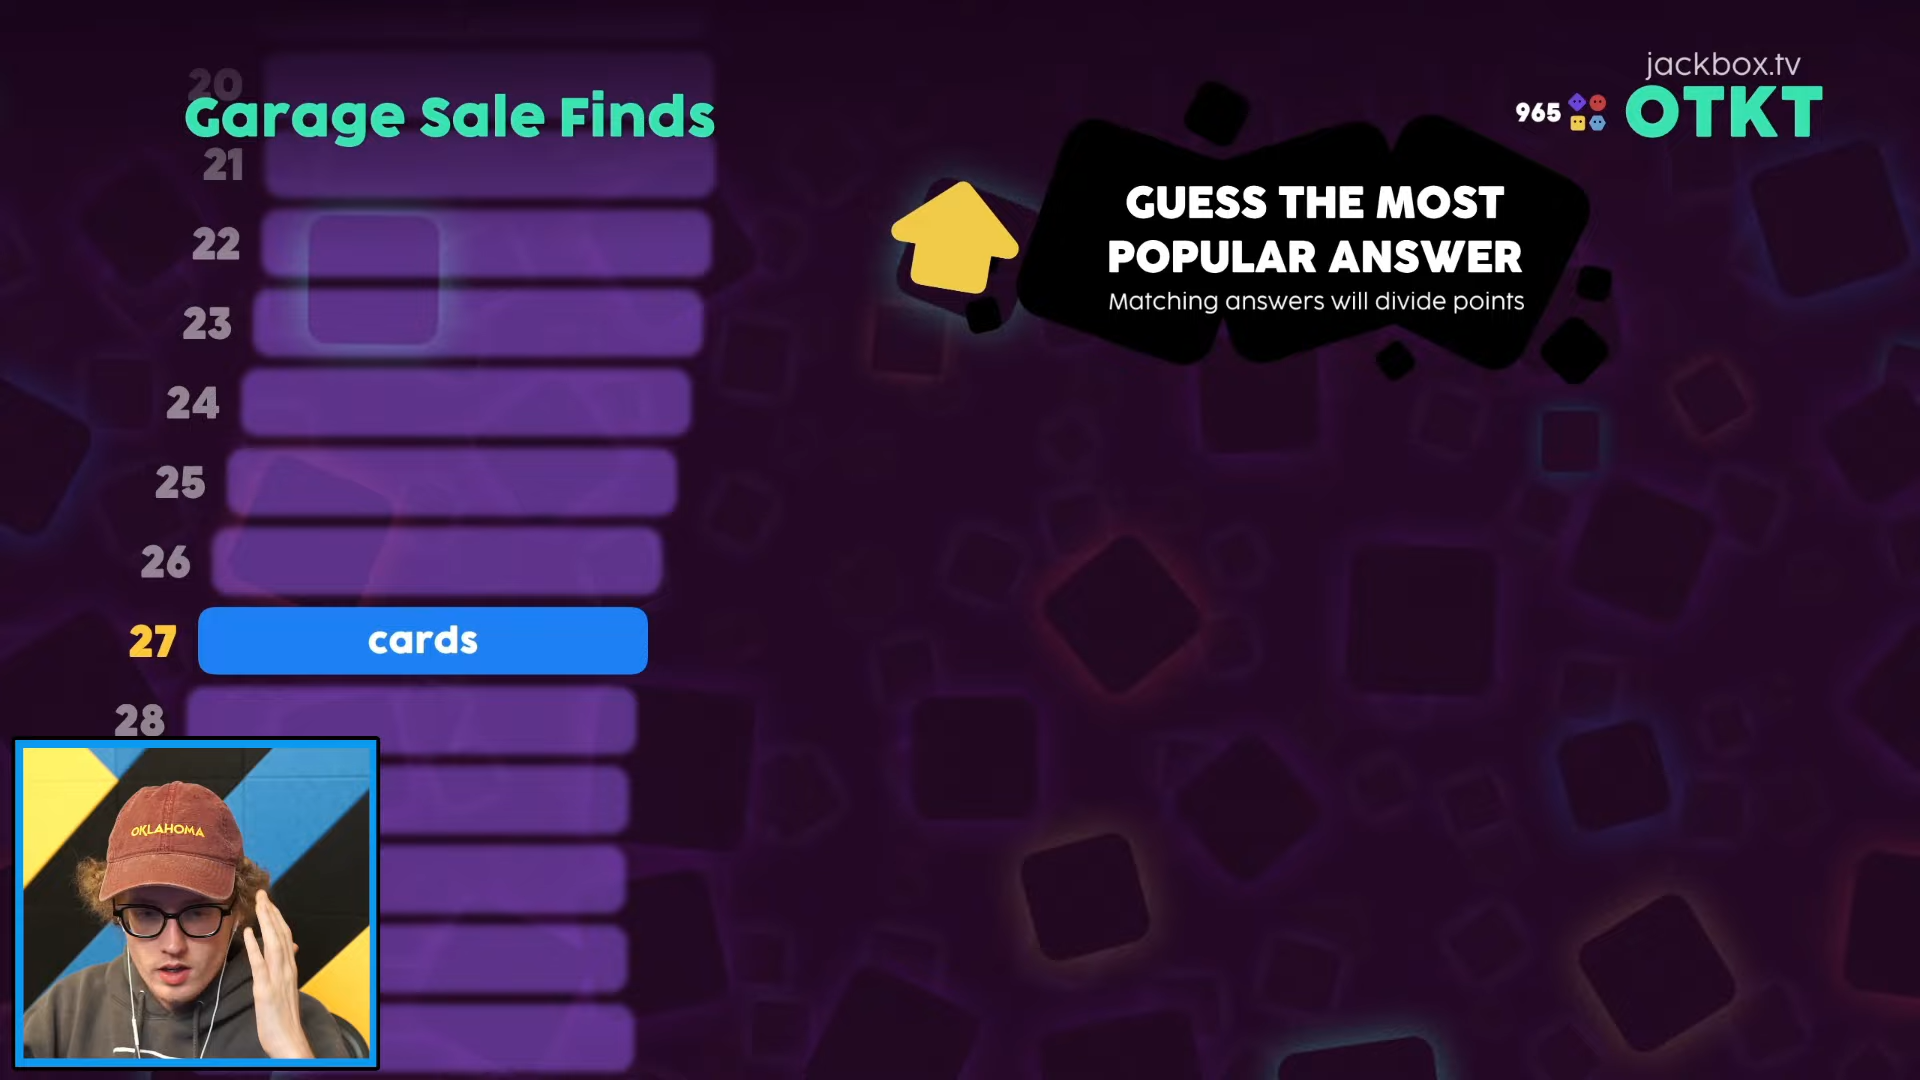 20
Garage Sale Finds
21
22
23
24
25
26
27 cards
28
jackbox.tv
965 OTKT
GUESS THE MOST
POPULAR ANSWER
Matching answers will divide points
OKLAHOMA